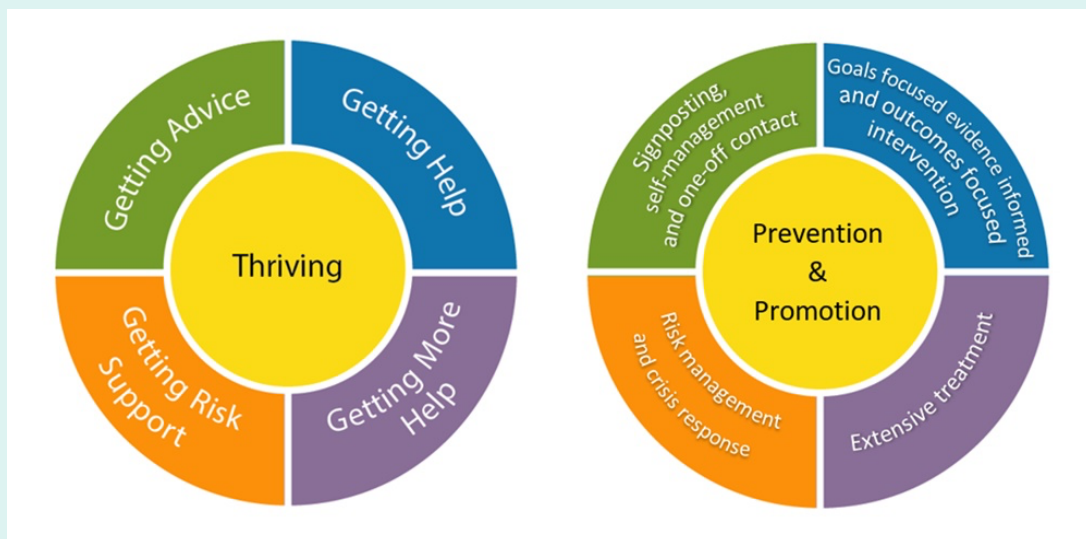 Getting Advice
Getting Help
Thriving
Getting Risk
Support
Getting More
Help
Signposting,
self-management
and one-off contact
Goals focused evidence informed
and outcomes focused
intervention
Prevention
&
Promotion
Risk management
and crisis response
Extensive treatment